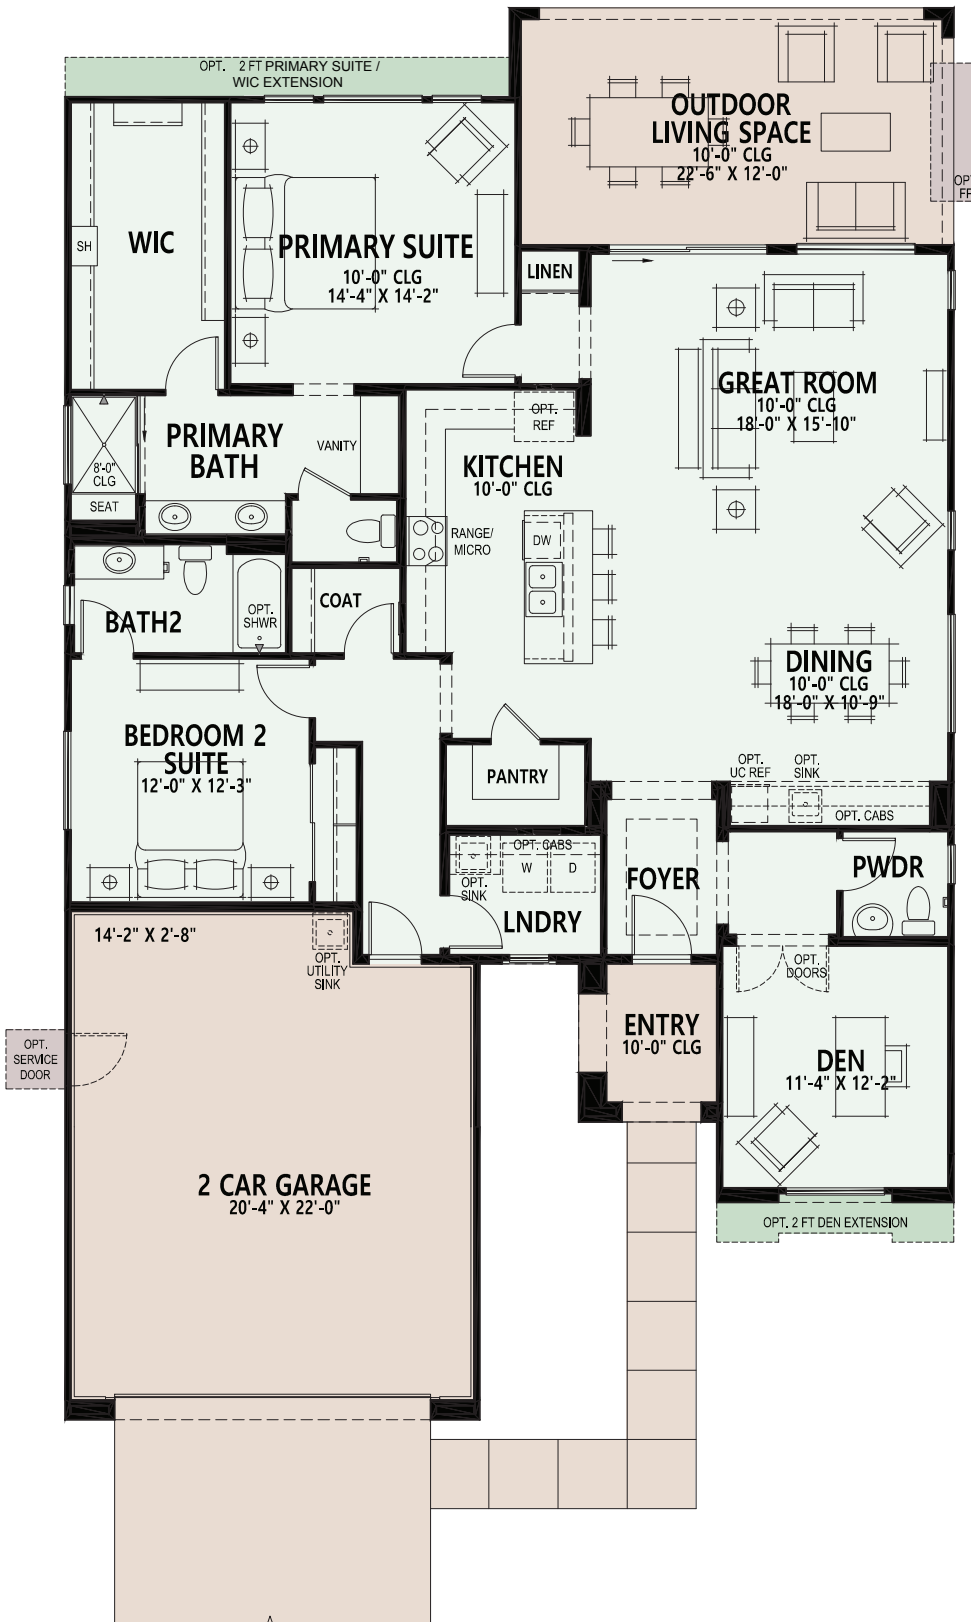 OPT. 2 FT PRIMARY SUITE /
WIC EXTENSION
OUTDOOR
LIVING SPACE
10'-0" CLG
22'-6" X 12'-0"
OPT
FP
SH
WIC
PRIMARY SUITE
10'-0" CLG
14'-4" X 14'-2"
LINEN
GREAT ROOM
10'-0" CLG
18'-0" X 15'-10"
OPT.
REF
PRIMARY
BATH
VANITY
8'-0"
CLG
SEAT
KITCHEN
10'-0" CLG
RANGE/
MICRO
DW
BATH2
OPT.
SHWR
COAT
DINING
10'-0" CLG
18'-0" X 10'-9"
BEDROOM 2
SUITE
12'-0" X 12'-3"
PANTRY
OPT.
UC REF
OPT.
SINK
OPT. CABS
OPT. CABS
W
D
OPT.
SINK
LNDRY
FOYER
PWDR
14'-2" X 2'-8"
OPT.
UTILITY
SINK
OPT.
DOORS
OPT.
SERVICE
DOOR
ENTRY
10'-0" CLG
DEN
11'-4" X 12'-2"
2 CAR GARAGE
20'-4" X 22'-0"
OPT. 2 FT DEN EXTENSION